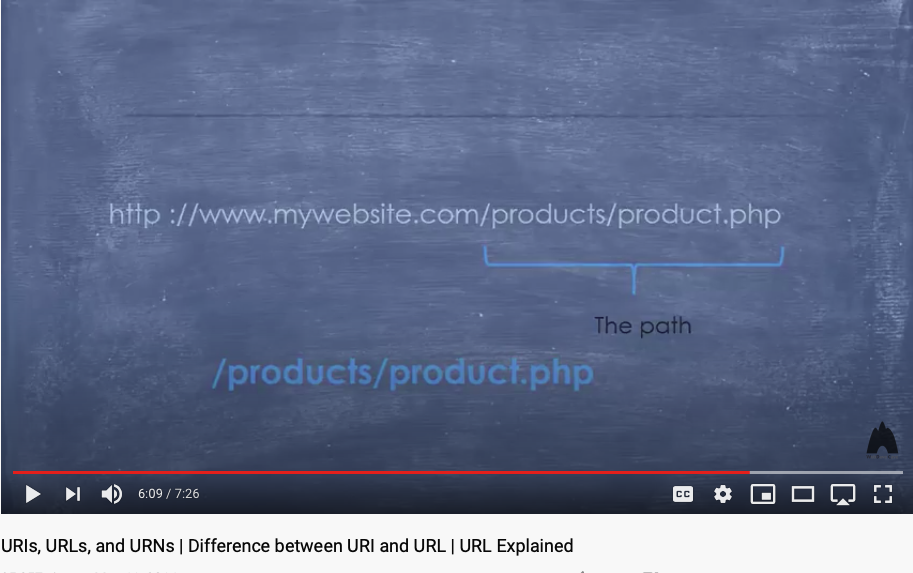 http ://www.mywebsite.com/products/product.php
The path
/products/product.php
6:09 / 7:26
CC
URIs, URLs, and URNs | Difference between URI and URL | URL Explained